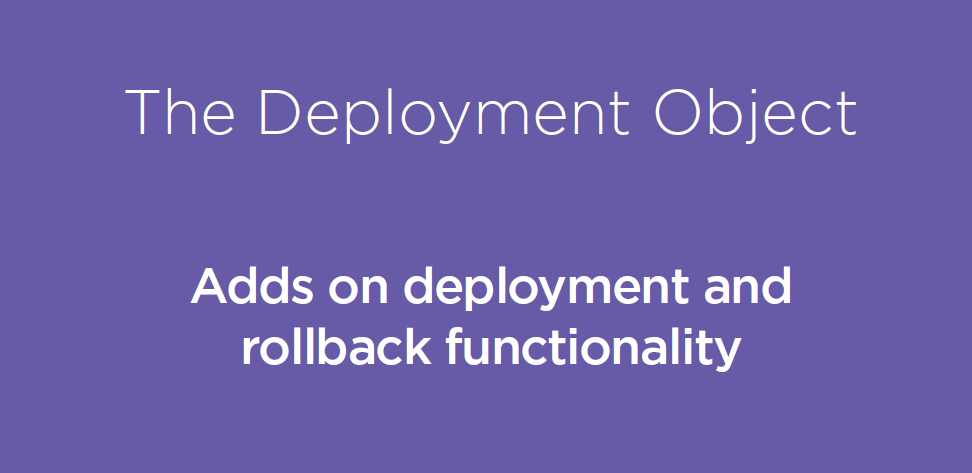 The Deployment Object
Adds on deployment and
rollback functionality